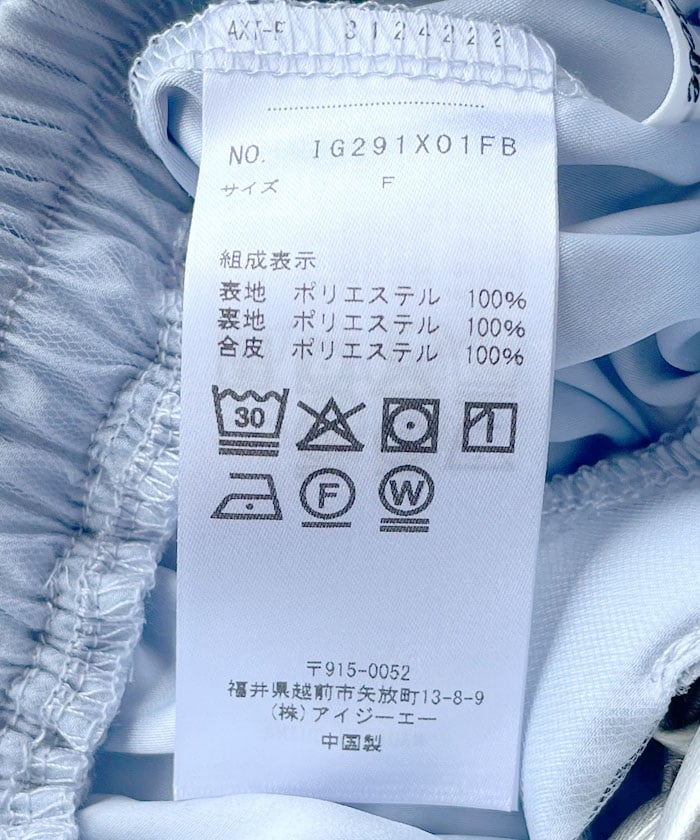 AXT-F 3124222
NO. IG291X01FB
サイズ F
組成表示
表地 ポリエステル 100%
裏地 ポリエステル 100%
合皮 ポリエステル 100%
30
F W
〒915-0052
福井県越前市矢放町13-8-9
(株)アイジーエー
中国製